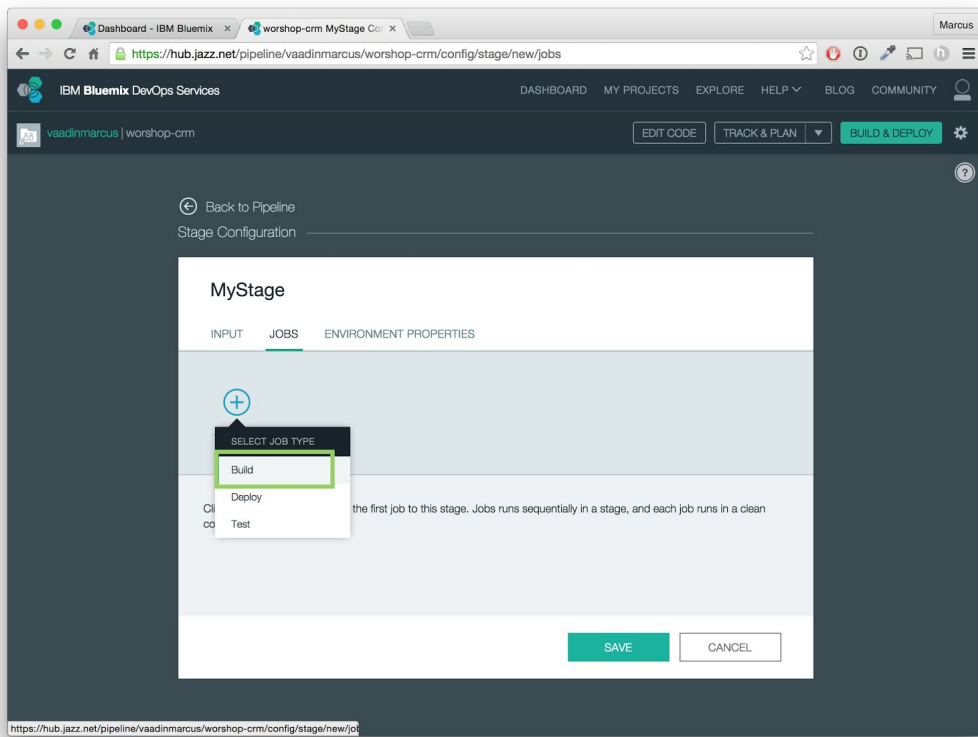 Dashboard - IBM Bluemix
worshop-crm MyStage Co
Marcus
https://hub.jazz.net/pipeline/vaadinmarcus/worshop-crm/config/stage/new/jobs
IBM Bluemix DevOps Services
DASHBOARD MY PROJECTS EXPLORE HELP BLOG COMMUNITY
vaadinmarcus | worshop-crm
EDIT CODE TRACK & PLAN BUILD & DEPLOY
?
Back to Pipeline
Stage Configuration
MyStage
INPUT JOBS ENVIRONMENT PROPERTIES
SELECT JOB TYPE
Build
Deploy
Test
the first job to this stage. Jobs runs sequentially in a stage, and each job runs in a clean
SAVE CANCEL
https://hub.jazz.net/pipeline/vaadinmarcus/worshop-crm/config/stage/new/jo